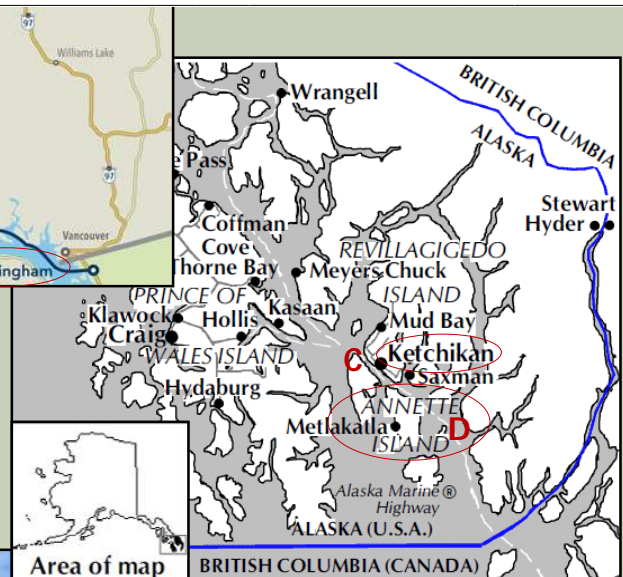 97
Williams Lake
97
Vancouver
ingham
Wrangell
BRITISH COLUMBIA
ALASKA
e Pass
Stewart
Hyder
Coffman
Cove
REVILLAGIGEDO
ISLAND
Thorne Bay
Meyers Chuck
PRINCE OF
WALES ISLAND
Kasaan
Klawock
Hollis
Craig
Mud Bay
C
Ketchikan
Saxman
Hydaburg
ANNETTE
ISLAND
Metlakatla
D
Alaska Marine ®
Highway
ALASKA (U.S.A.)
BRITISH COLUMBIA (CANADA)
Area of map